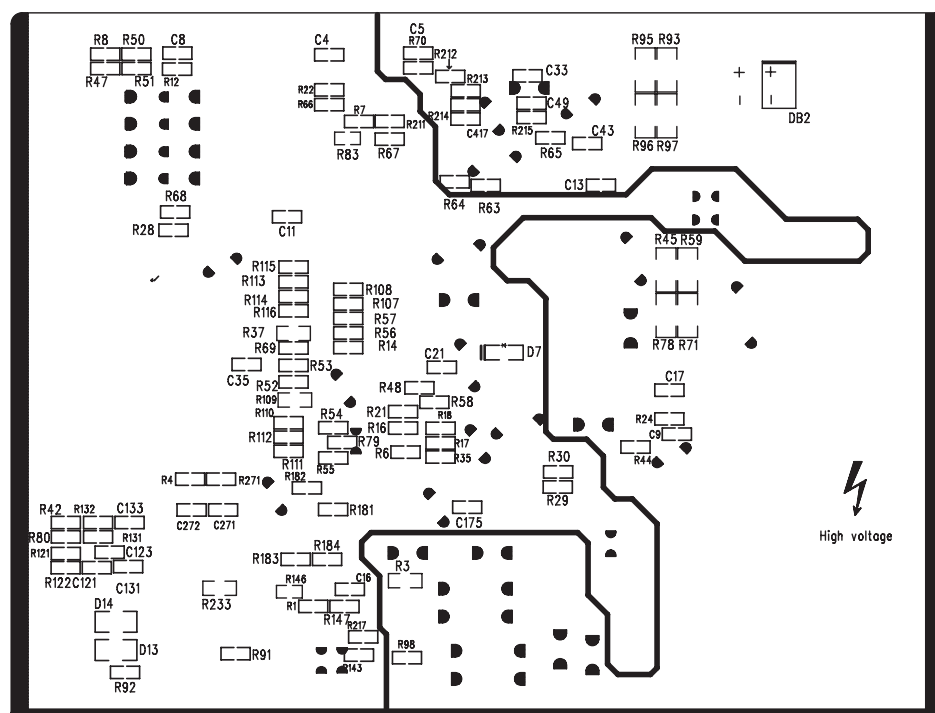 R8 R50 C8
R47 R51 R12
C4
C5
R70
R212
R213
R22
R66
R7
R211
R214
C417
R83 R67
C33
C49
R215
R65
C43
R95 R93
R96 R97
+ +
- -
DB2
R64 R63
C13
R68
R28
C11
R115
R113
R114
R116
R37
R69
R53
C35
R52
R109
R110
R112
R111
R108
R107
R57
R56
R14
C21
D7
*
R48
R58
R21
R18
R16
R17
R6
R35
R54
R79
R55
R182
R45 R59
R78 R71
C17
R24
C9
R44
R30
R29
R4 R271
C272 C271
R181
C175
High voltage
R42 R132 C133
R80 R131
R121 C123
R122 C121 C131
R183 R184
R3
R146 C16
R233
R1 R147
D14
D13
R92
R91
R217
R143
R98